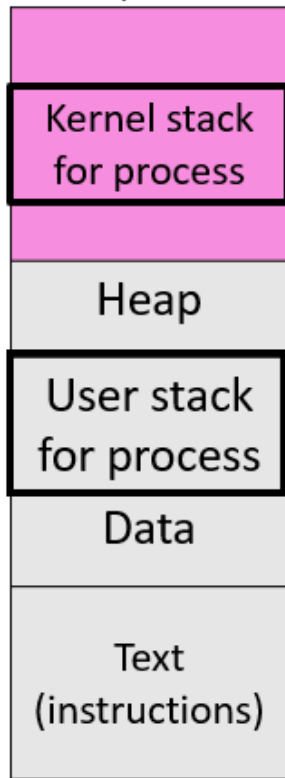 Kernel stack
for process
Heap
User stack
for process
Data
Text
(instructions)